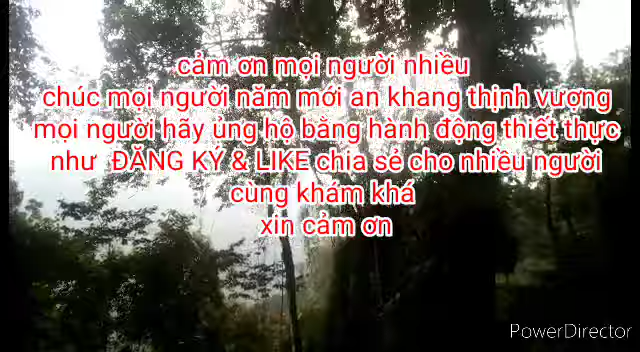 cảm ơn mọi người nhiều
chúc mọi người năm mới an khang thịnh vượng
mọi người hãy ủng hộ bằng hành động thiết thực
như ĐĂNG KÝ & LIKE chia sẻ cho nhiều người
cùng khám khá
xin cảm ơn
PowerDirector